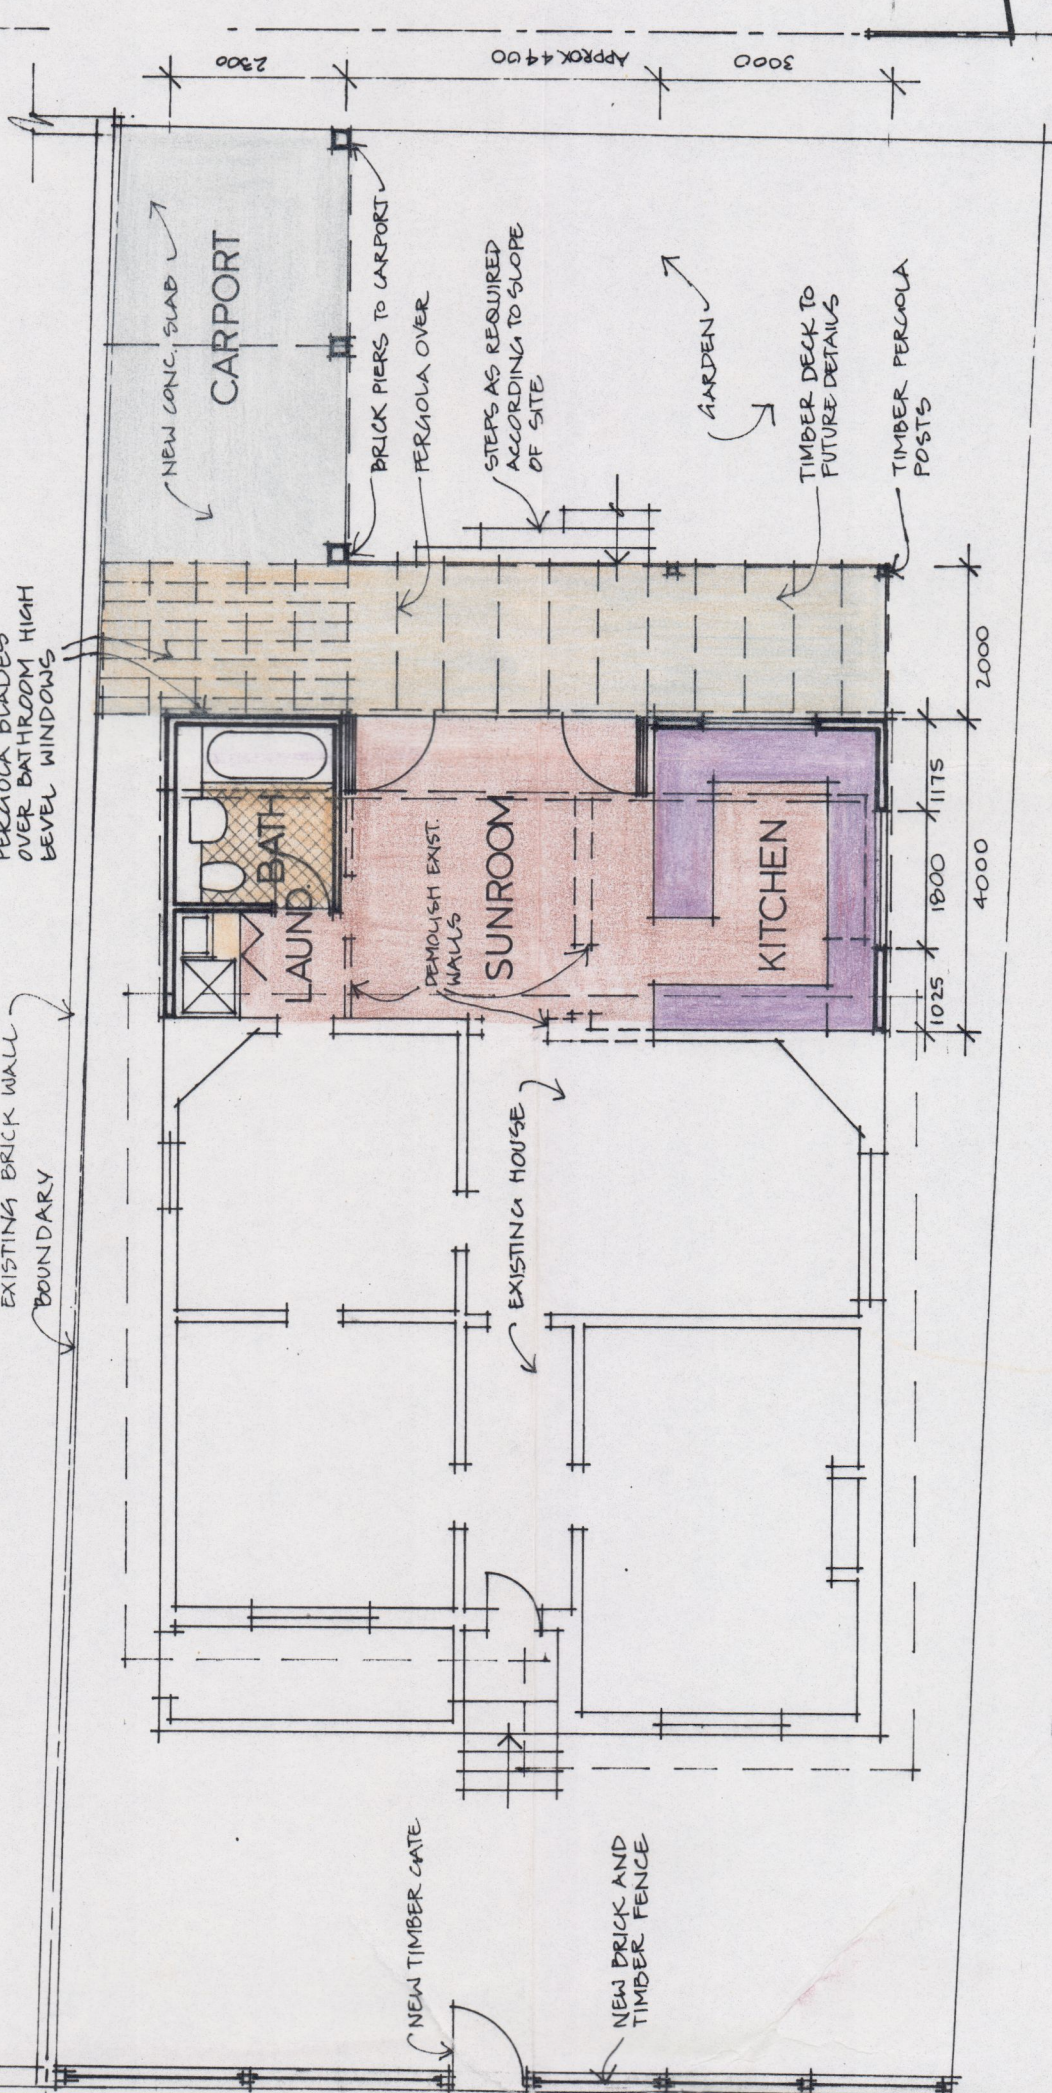 2300
APPROX 4400
3000
NEW CONC. SLAB
CARPORT
BRICK PIERS TO CARPORT
PERGOLA OVER
STEPS AS REQUIRED
ACCORDING TO SLOPE
OF SITE
GARDEN
TIMBER DECK TO
FUTURE DETAILS
TIMBER PERGOLA
POSTS
PERGOLA BLADES
OVER BATHROOM HIGH
LEVEL WINDOWS
2000
BATH
LAUND.
DEMOLISH EXIST.
WALLS
SUNROOM
KITCHEN
1175
1800
1025
4000
EXISTING BRICK WALL
BOUNDARY
EXISTING HOUSE
NEW TIMBER GATE
NEW BRICK AND
TIMBER FENCE